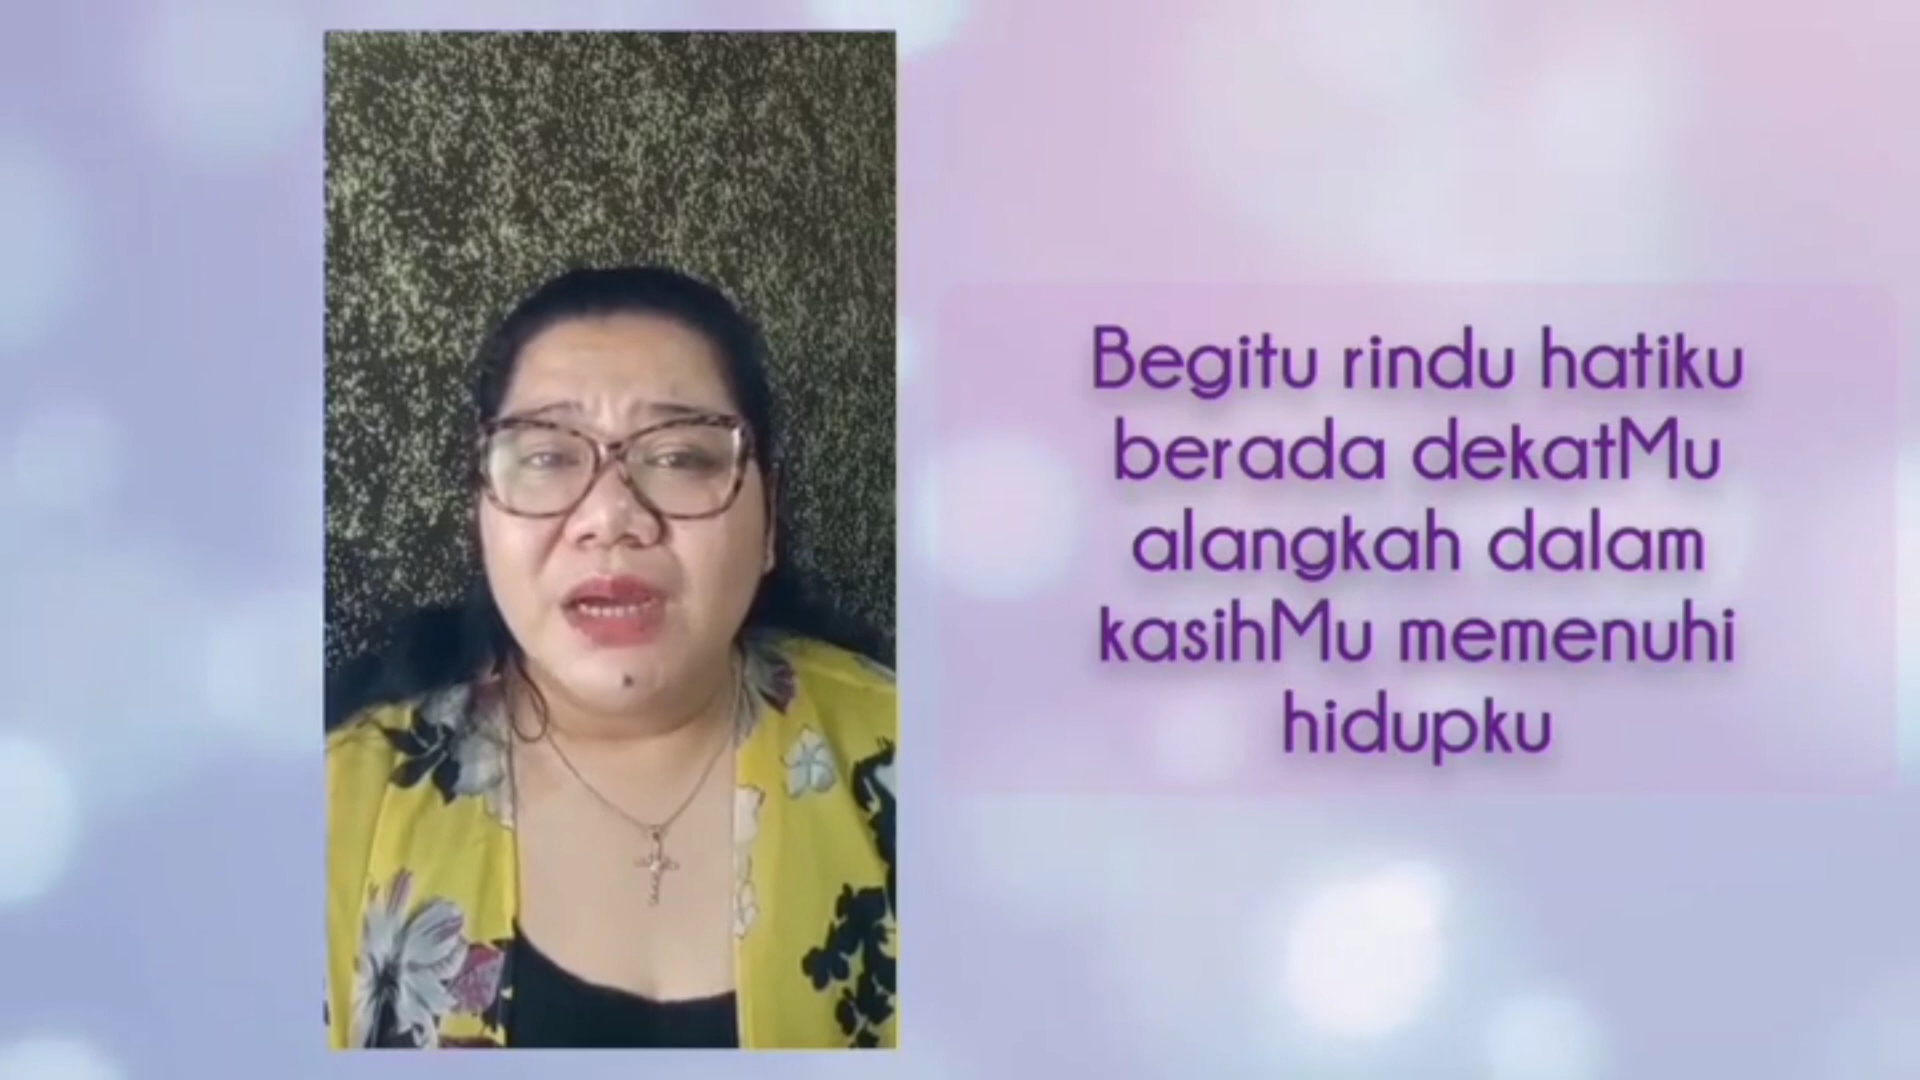 Begitu rindu hatiku
berada dekatMu
alangkah dalam
kasihMu memenuhi
hidupku